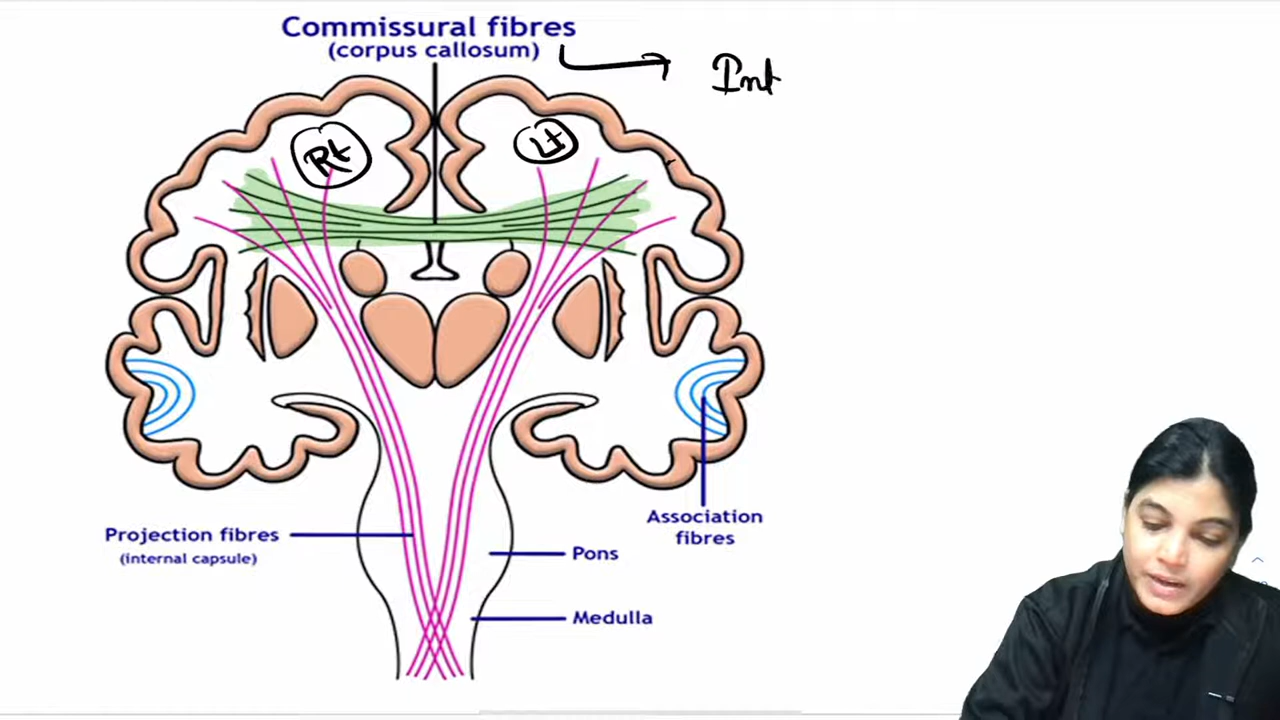 Commissural fibres
(corpus callosum)
Int
Rt
Lt
Association
fibres
Projection fibres
(internal capsule)
Pons
Medulla